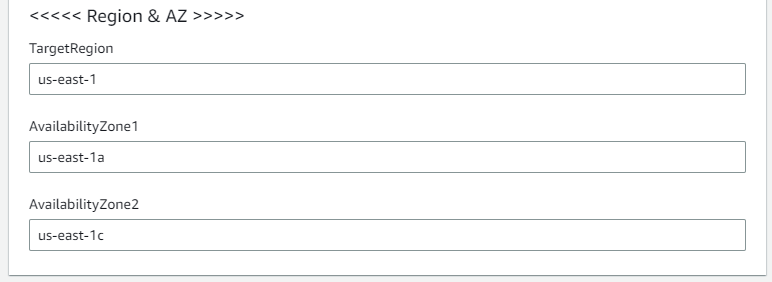 <<<<< Region & AZ >>>>>
TargetRegion
us-east-1
AvailabilityZone1
us-east-1a
AvailabilityZone2
us-east-1c